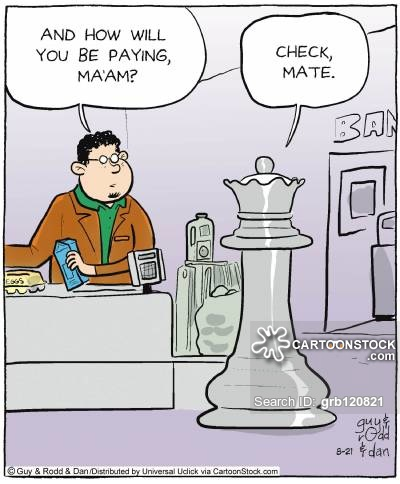 AND HOW WILL
YOU BE PAYING,
MA'AM?
CHECK,
MATE.
BAN
EGGS
CARTOONSTOCK
.com
Search ID: grb120821
guy &
rodd
& dan
8-21
© Guy & Rodd & Dan /Distributed by Universal Uclick via CartoonStock.com